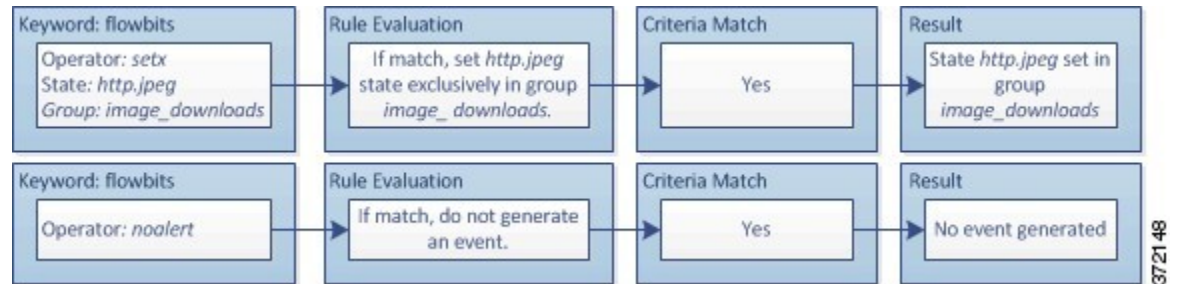 Keyword: flowbits
Operator: setx
State: http.jpeg
Group: image_downloads
Rule Evaluation
If match, set http.jpeg
state exclusively in group
image_ downloads.
Criteria Match
Yes
Result
State http.jpeg set in
group
image_downloads
Keyword: flowbits
Operator: noalert
Rule Evaluation
If match, do not generate
an event.
Criteria Match
Yes
Result
No event generated
372148